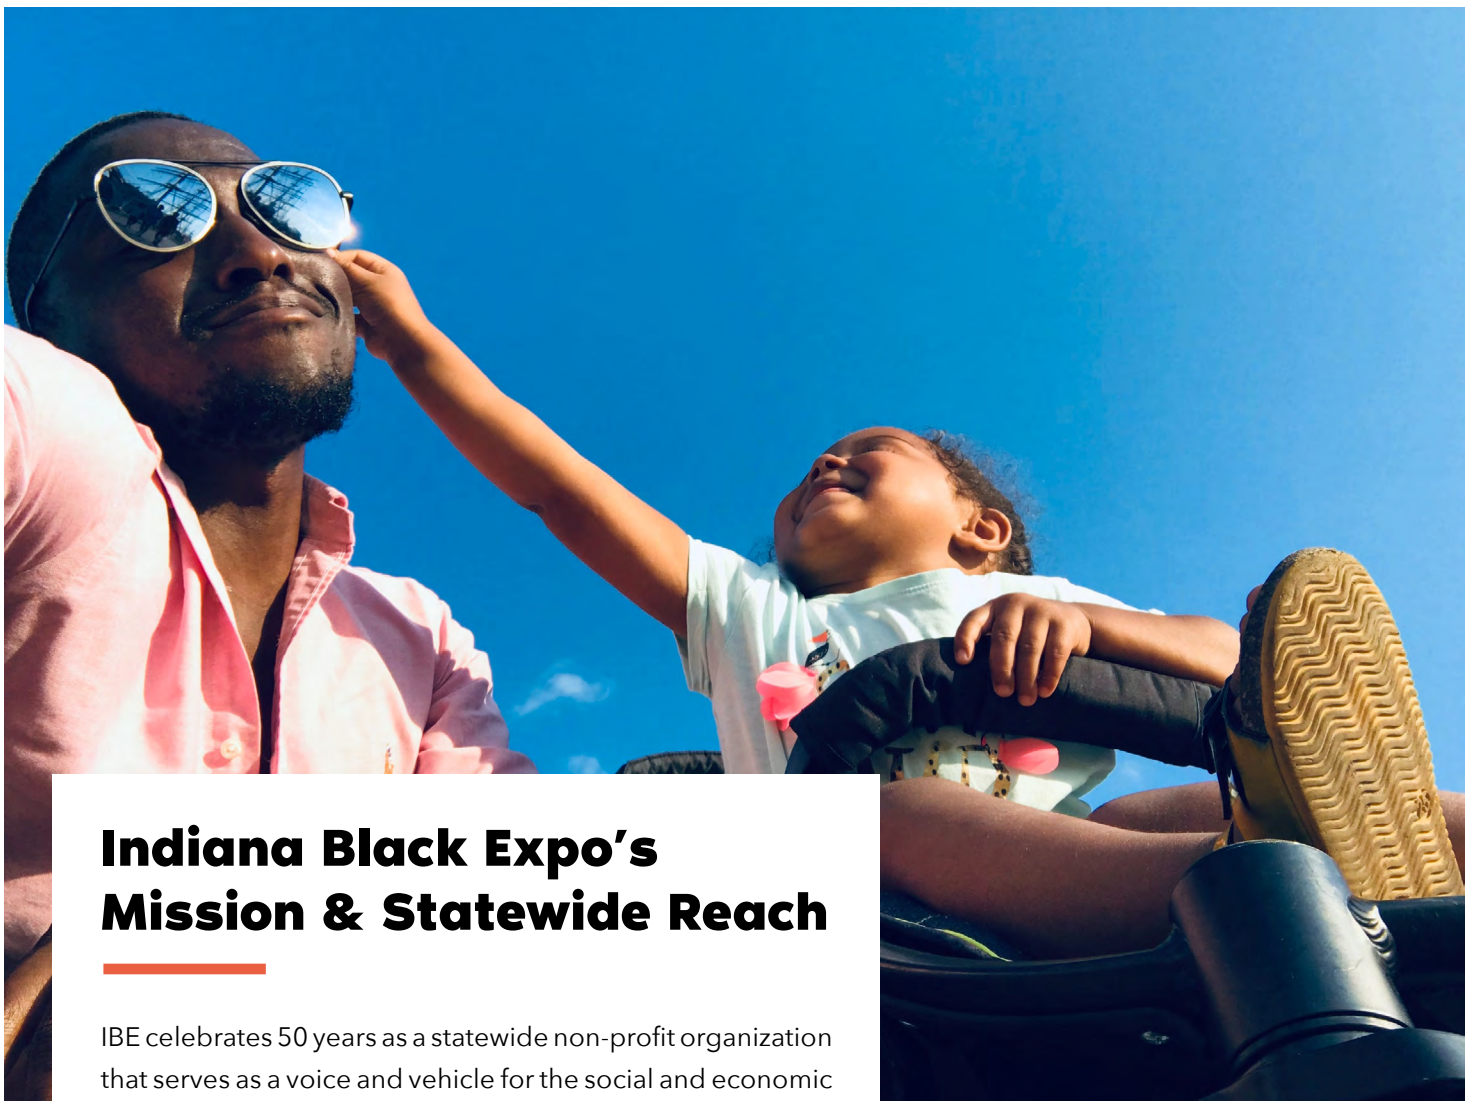 Indiana Black Expo’s
Mission & Statewide Reach
IBE celebrates 50 years as a statewide non-profit organization
that serves as a voice and vehicle for the social and economic